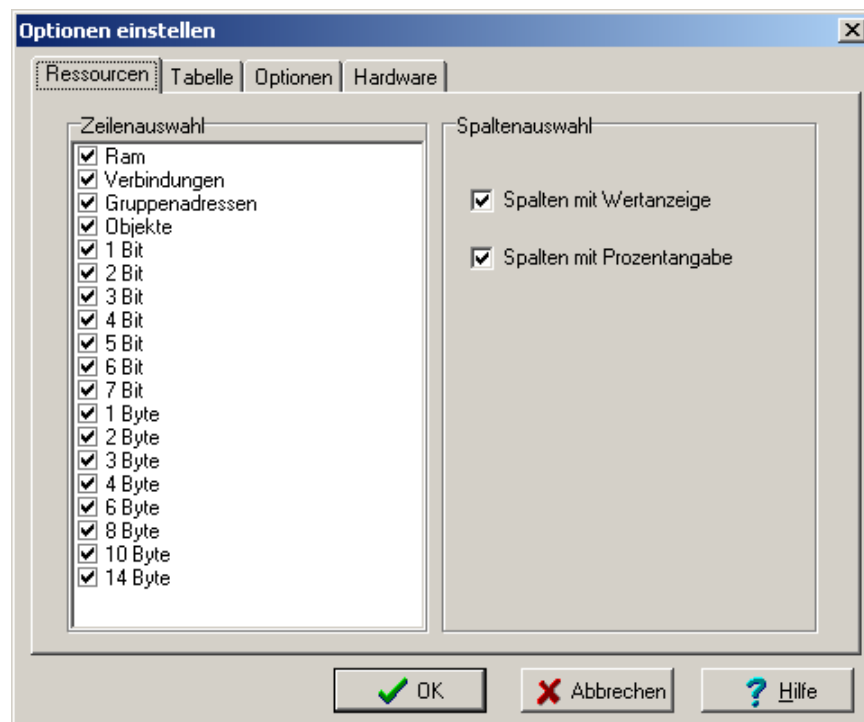 Optionen einstellen
Ressourcen Tabelle Optionen Hardware
Zeilenauswahl
Ram
Verbindungen
Gruppenadressen
Objekte
1 Bit
2 Bit
3 Bit
4 Bit
5 Bit
6 Bit
7 Bit
1 Byte
2 Byte
3 Byte
4 Byte
6 Byte
8 Byte
10 Byte
14 Byte
Spaltenauswahl
Spalten mit Wertanzeige
Spalten mit Prozentangabe
OK Abbrechen Hilfe